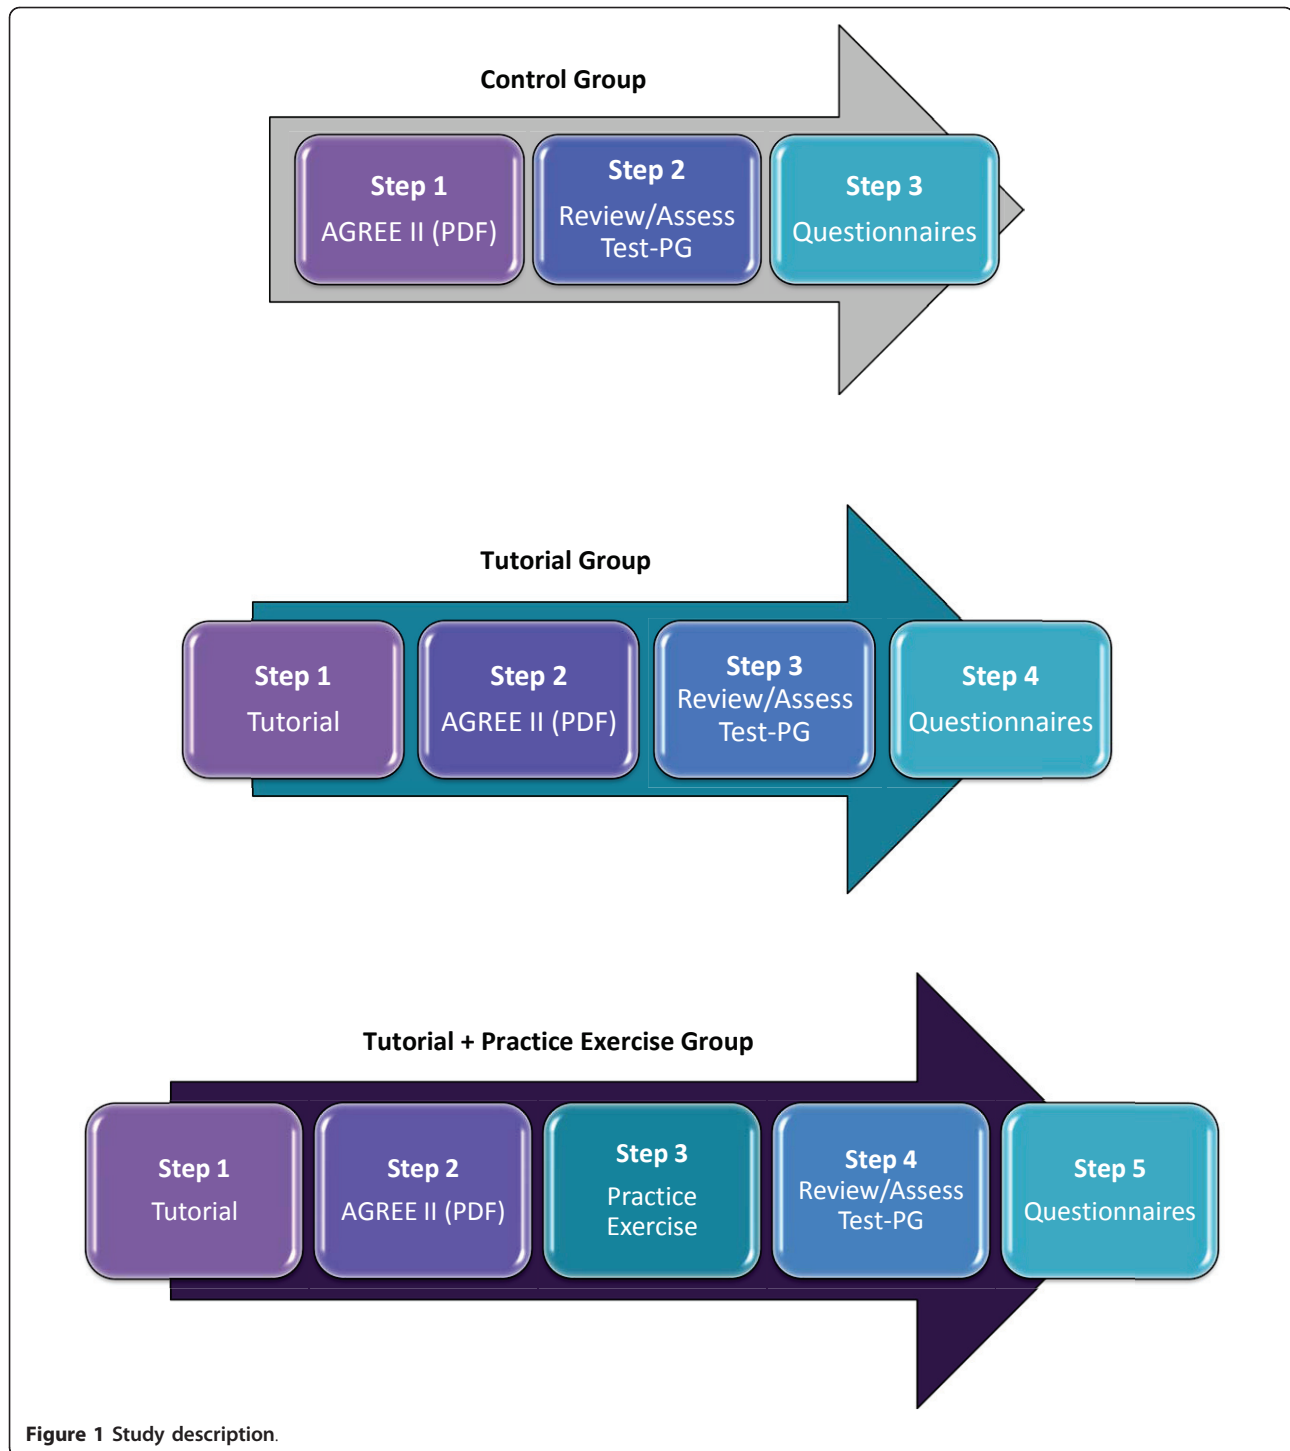 Control Group
Step 1
AGREE II (PDF)
Step 2
Review/Assess
Test-PG
Step 3
Questionnaires
Tutorial Group
Step 1
Tutorial
Step 2
AGREE II (PDF)
Step 3
Review/Assess
Test-PG
Step 4
Questionnaires
Tutorial + Practice Exercise Group
Step 1
Tutorial
Step 2
AGREE II (PDF)
Step 3
Practice
Exercise
Step 4
Review/Assess
Test-PG
Step 5
Questionnaires
Figure 1 Study description.